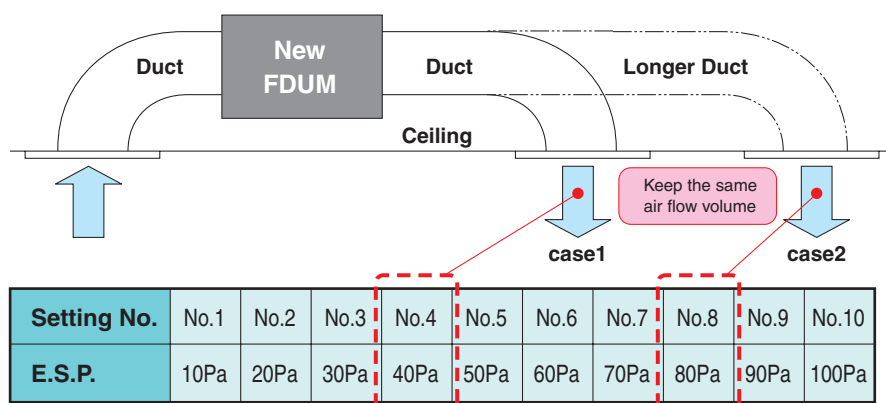 New
FDUM
Duct
Duct
Longer Duct
Ceiling
Keep the same
air flow volume
case1
case2
Setting No. No.1 No.2 No.3 No.4 No.5 No.6 No.7 No.8 No.9 No.10
E.S.P. 10Pa 20Pa 30Pa 40Pa 50Pa 60Pa 70Pa 80Pa 90Pa 100Pa